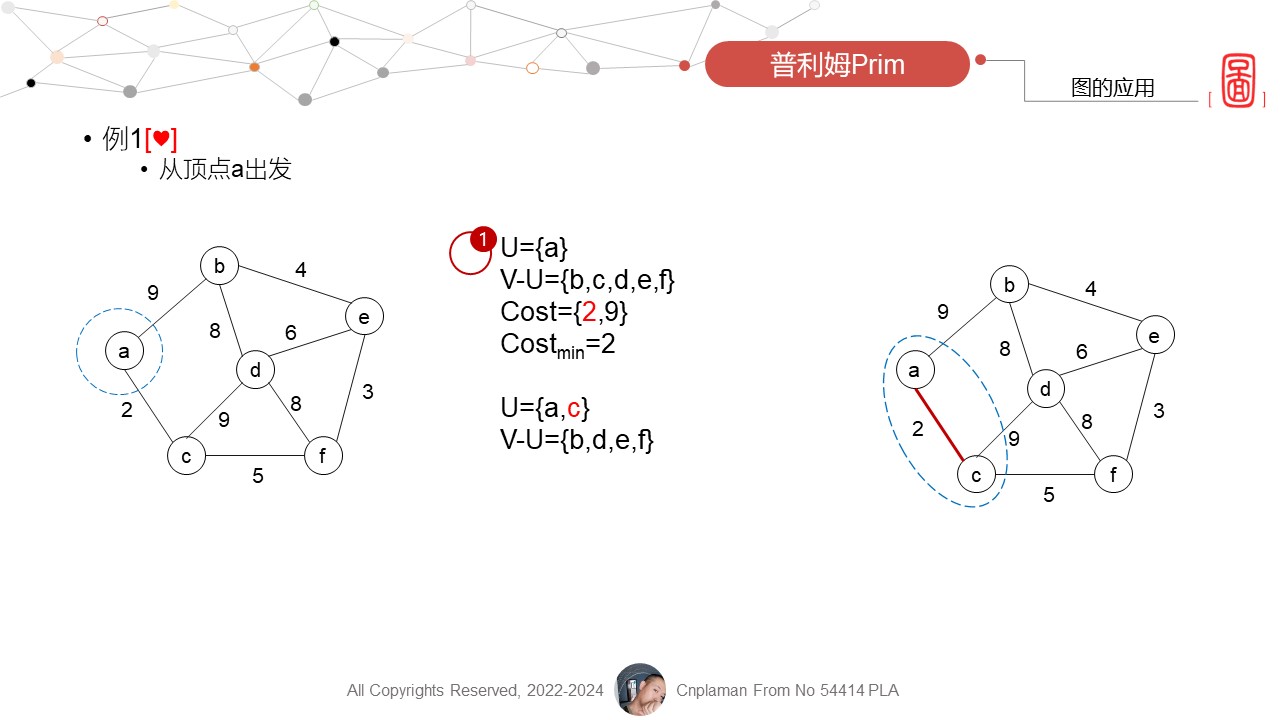 普利姆Prim
图的应用
[图]
• 例1[♥]
• 从顶点a出发
1
U={a}
V-U={b,c,d,e,f}
Cost={2,9}
Costmin=2
U={a,c}
V-U={b,d,e,f}
b
4
9
e
8
6
a
d
2
3
9
8
c
f
5
b
4
9
e
8
6
a
d
2
3
9
8
c
f
5
All Copyrights Reserved, 2022-2024
Cnplaman From No 54414 PLA